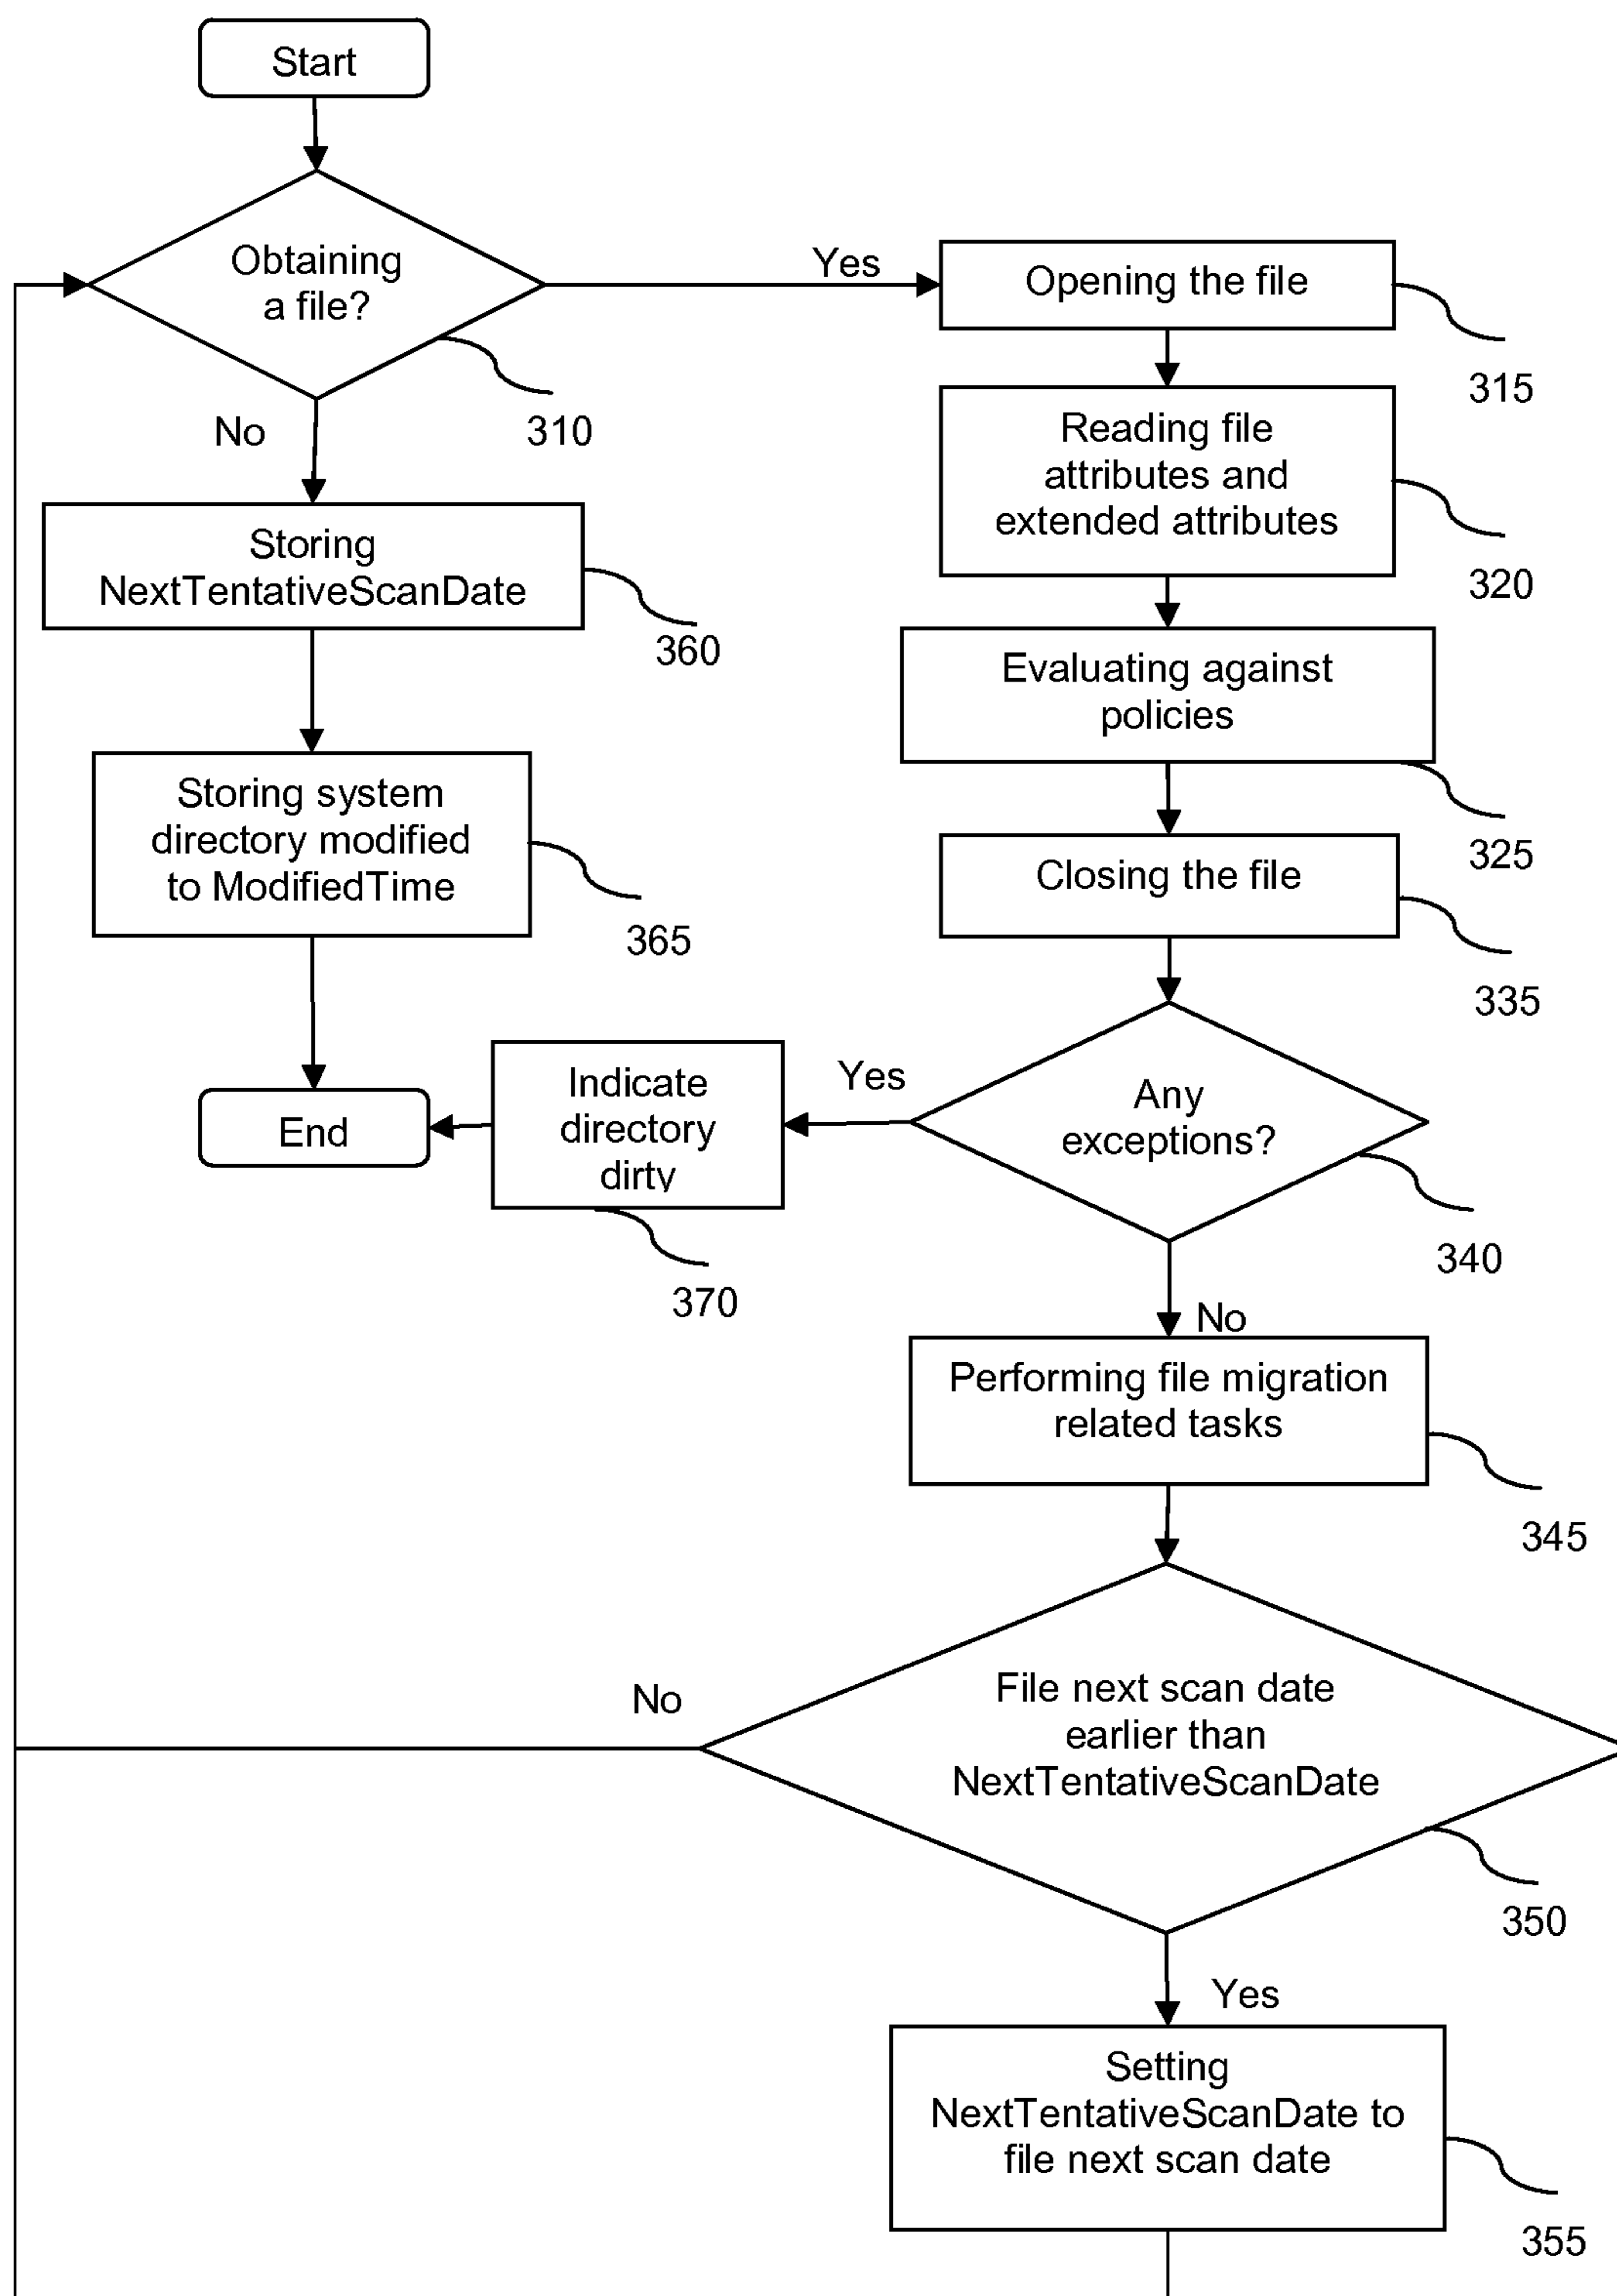 Start
Obtaining
a file?
310
Yes
No
Opening the file
315
Reading file
attributes and
extended attributes
320
Evaluating against
policies
325
Closing the file
335
Any
exceptions?
340
Yes
Indicate
directory
dirty
370
No
Performing file migration
related tasks
345
File next scan date
earlier than
NextTentativeScanDate
350
No
Yes
Setting
NextTentativeScanDate to
file next scan date
355
Storing
NextTentativeScanDate
360
Storing system
directory modified
to ModifiedTime
365
End